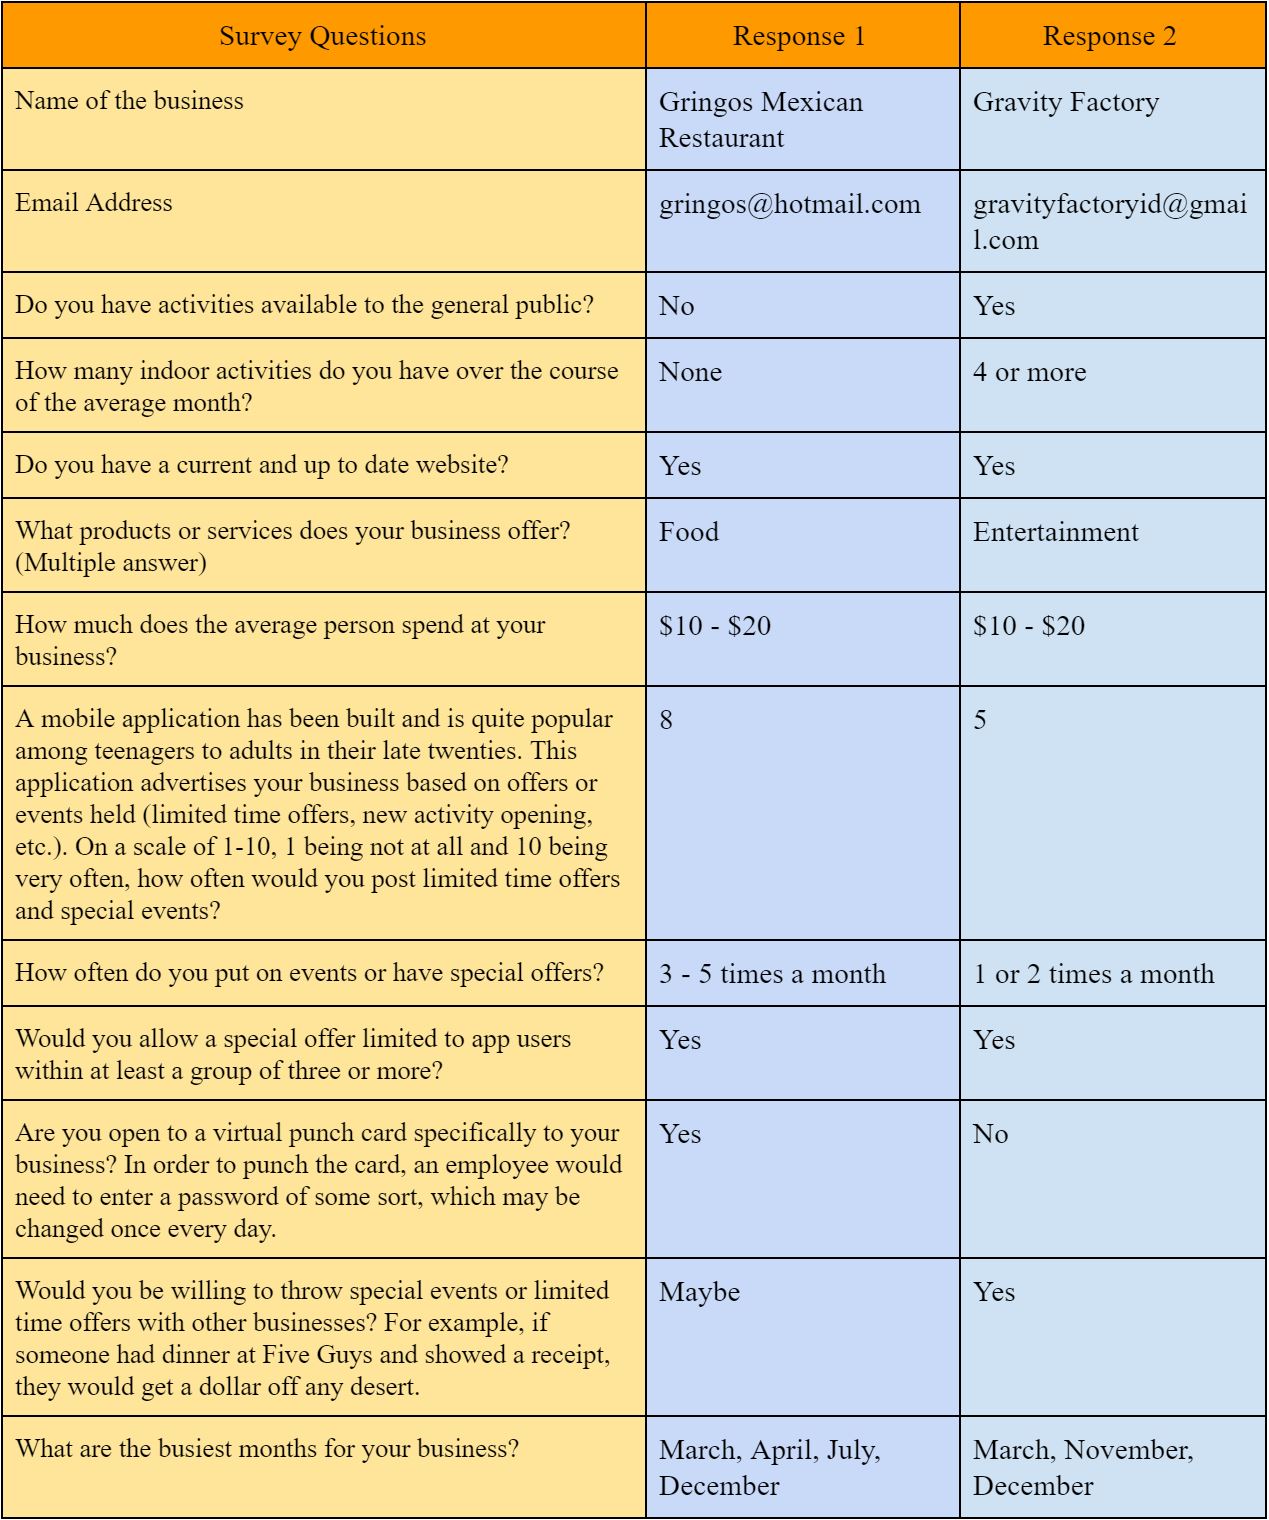 Survey Questions Response 1 Response 2
Name of the business
Gringos Mexican
Restaurant
Gravity Factory
Email Address
gringos@hotmail.com
gravityfactoryid@gmai
l.com
Do you have activities available to the general public?
No
Yes
How many indoor activities do you have over the course
of the average month?
None
4 or more
Do you have a current and up to date website?
Yes
Yes
What products or services does your business offer?
(Multiple answer)
Food
Entertainment
How much does the average person spend at your
business?
$10 - $20
$10 - $20
A mobile application has been built and is quite popular
among teenagers to adults in their late twenties. This
application advertises your business based on offers or
events held (limited time offers, new activity opening,
etc.). On a scale of 1-10, 1 being not at all and 10 being
very often, how often would you post limited time offers
and special events?
8
5
How often do you put on events or have special offers?
3 - 5 times a month
1 or 2 times a month
Would you allow a special offer limited to app users
within at least a group of three or more?
Yes
Yes
Are you open to a virtual punch card specifically to your
business? In order to punch the card, an employee would
need to enter a password of some sort, which may be
changed once every day.
Yes
No
Would you be willing to throw special events or limited
time offers with other businesses? For example, if
someone had dinner at Five Guys and showed a receipt,
they would get a dollar off any desert.
Maybe
Yes
What are the busiest months for your business?
March, April, July,
December
March, November,
December